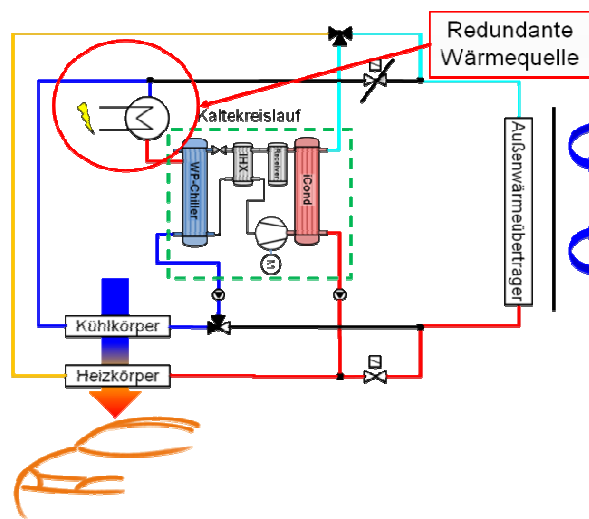 Redundante
Wärmequelle
Kältekreislauf
WP-Chiller
IHX
Receiver
iCond
M
Außenwärmeübertrager
Kühlkörper
Heizkörper